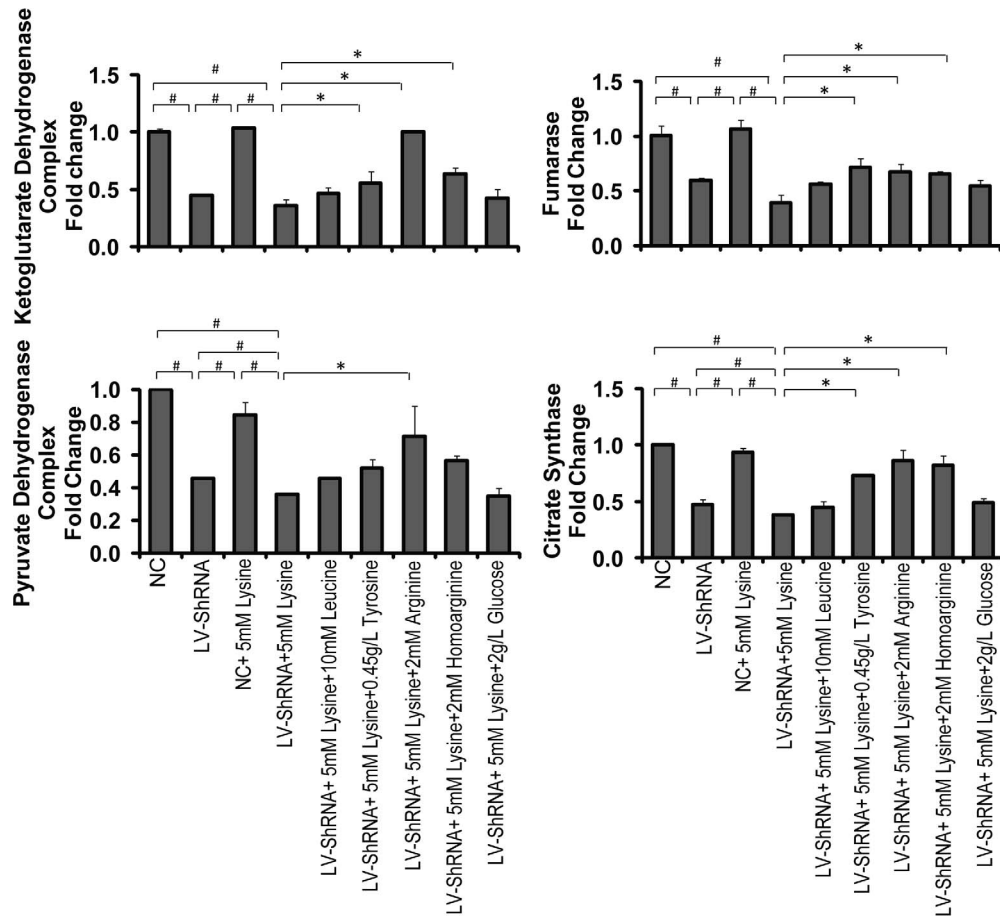 Ketoglutarate Dehydrogenase
Complex
Fold change
1.5
1.0
0.5
0.0
#
#
#
#
*
*
*
Fumarase
Fold Change
1.5
1.0
0.5
0.0
#
#
#
#
*
*
*
Pyruvate Dehydrogenase
Complex
Fold Change
1.0
0.8
0.6
0.4
0.2
0.0
#
#
#
#
#
*
Citrate Synthase
Fold Change
1.5
1.0
0.5
0.0
#
#
#
#
#
*
*
*
NC
LV-ShRNA
NC+ 5mM Lysine
LV-ShRNA+5mM Lysine
LV-ShRNA+ 5mM Lysine+10mM Leucine
LV-ShRNA+ 5mM Lysine+0.45g/L Tyrosine
LV-ShRNA+ 5mM Lysine+2mM Arginine
LV-ShRNA+ 5mM Lysine+2mM Homoarginine
LV-ShRNA+ 5mM Lysine+2g/L Glucose
NC
LV-ShRNA
NC+ 5mM Lysine
LV-ShRNA+5mM Lysine
LV-ShRNA+ 5mM Lysine+10mM Leucine
LV-ShRNA+ 5mM Lysine+0.45g/L Tyrosine
LV-ShRNA+ 5mM Lysine+2mM Arginine
LV-ShRNA+ 5mM Lysine+2mM Homoarginine
LV-ShRNA+ 5mM Lysine+2g/L Glucose